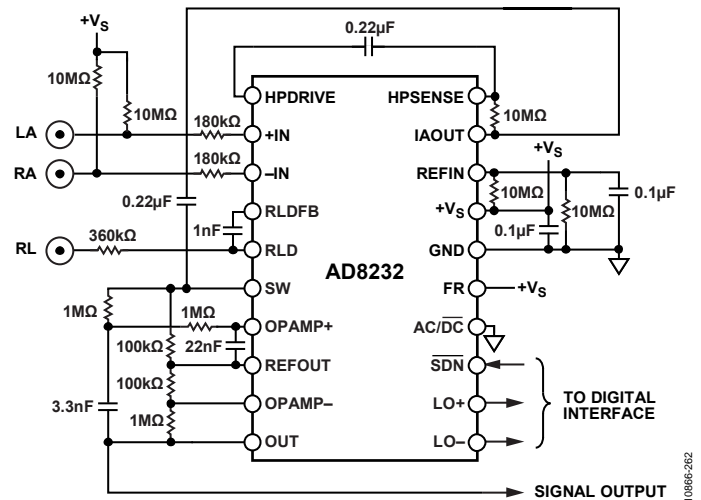 +VS
0.22µF
10MΩ
HPDRIVE
HPSENSE
10MΩ
10MΩ
LA
180kΩ
+IN
IAOUT
+VS
180kΩ
RA
–IN
REFIN
0.22µF
10MΩ
0.1µF
RLDFB
+VS
10MΩ
1nF
0.1µF
RL
360kΩ
RLD
GND
AD8232
SW
FR
+VS
1MΩ
1MΩ
OPAMP+
AC/DC
100kΩ
22nF
REFOUT
SDN
100kΩ
3.3nF
OPAMP–
LO+
TO DIGITAL
INTERFACE
1MΩ
OUT
LO–
SIGNAL OUTPUT
10866-262